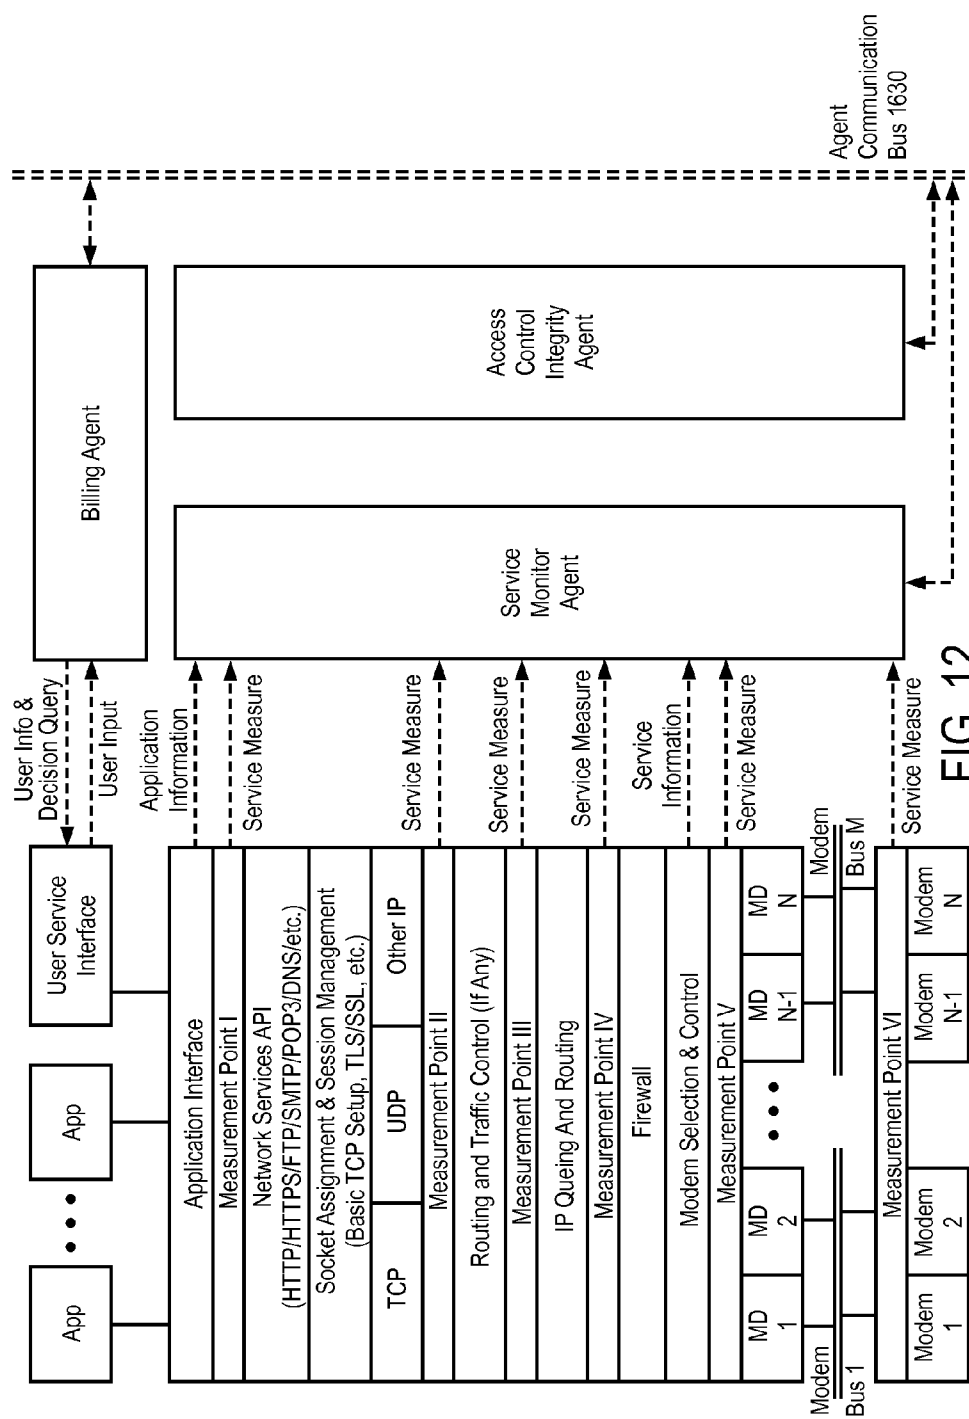 App
App
User Service
Interface
User Info &
Decision Query
User Input
Billing Agent
Application Interface
Application
Information
Measurement Point I
Service Measure
Network Services API
(HTTP/HTTPS/FTP/SMTP/POP3/DNS/etc.)
Socket Assignment & Session Management
(Basic TCP Setup, TLS/SSL, etc.)
TCP
UDP
Other IP
Measurement Point II
Service Measure
Routing and Traffic Control (If Any)
Measurement Point III
Service Measure
IP Queing And Routing
Measurement Point IV
Service Measure
Firewall
Modem Selection & Control
Service
Information
Measurement Point V
Service Measure
MD
1
MD
2
MD
N-1
MD
N
Modem
Bus 1
Modem
Bus M
Measurement Point VI
Service Measure
Modem
1
Modem
2
Modem
N-1
Modem
N
Service
Monitor
Agent
Access
Control
Integrity
Agent
Agent
Communication
Bus 1630
FIG. 12